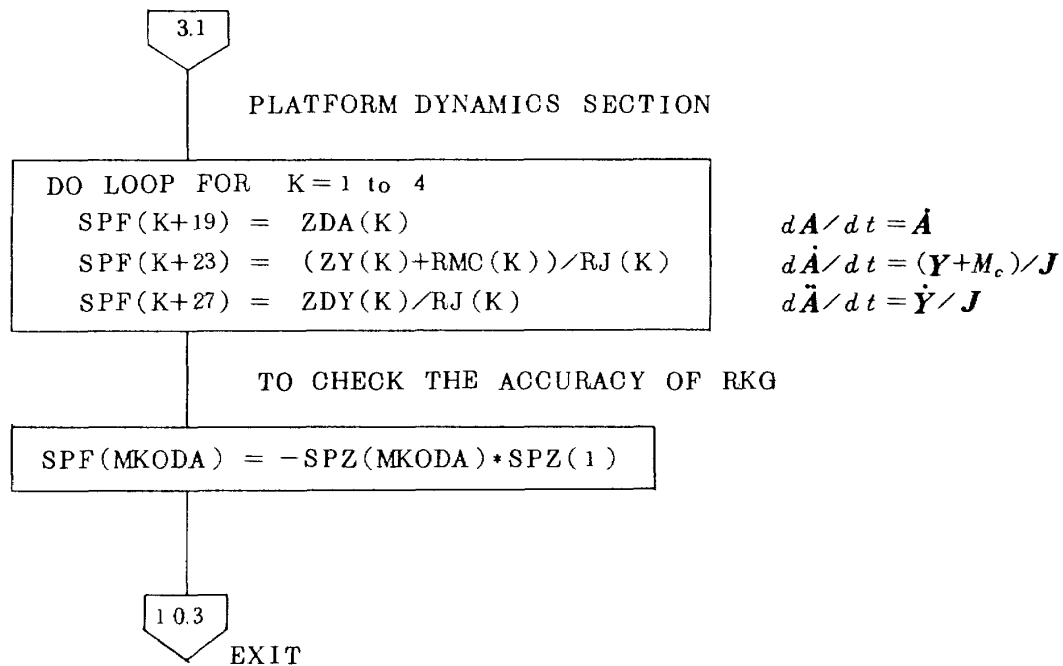 3.1
PLATFORM DYNAMICS SECTION
DO LOOP FOR K=1 to 4
SPF(K+19) = ZDA(K)
dA/dt=Ȧ
SPF(K+23) = (ZY(K)+RMC(K))/RJ(K)
dȦ/dt=(Y+M_c)/J
SPF(K+27) = ZDY(K)/RJ(K)
dÄ/dt=Ẏ/J
TO CHECK THE ACCURACY OF RKG
SPF(MKODA) = -SPZ(MKODA)*SPZ(1)
10.3
EXIT